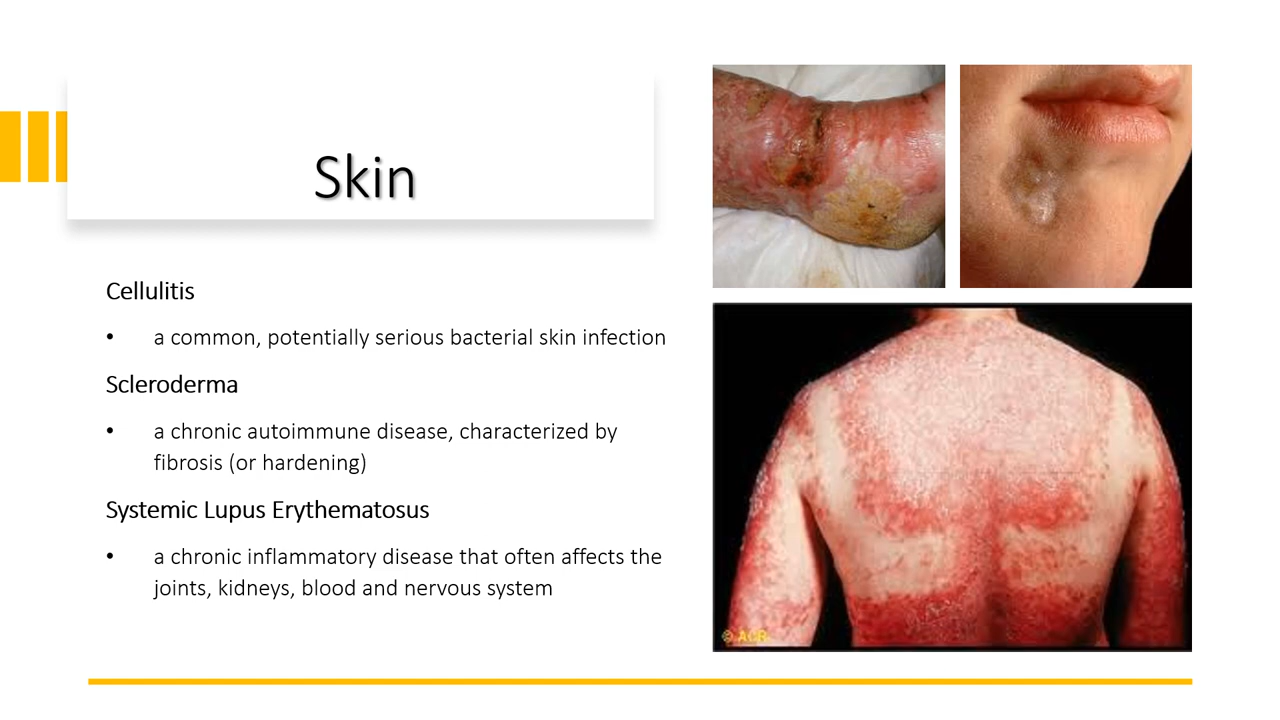 Skin
Cellulitis
• a common, potentially serious bacterial skin infection
Scleroderma
• a chronic autoimmune disease, characterized by
fibrosis (or hardening)
Systemic Lupus Erythematosus
• a chronic inflammatory disease that often affects the
joints, kidneys, blood and nervous system
© ACR